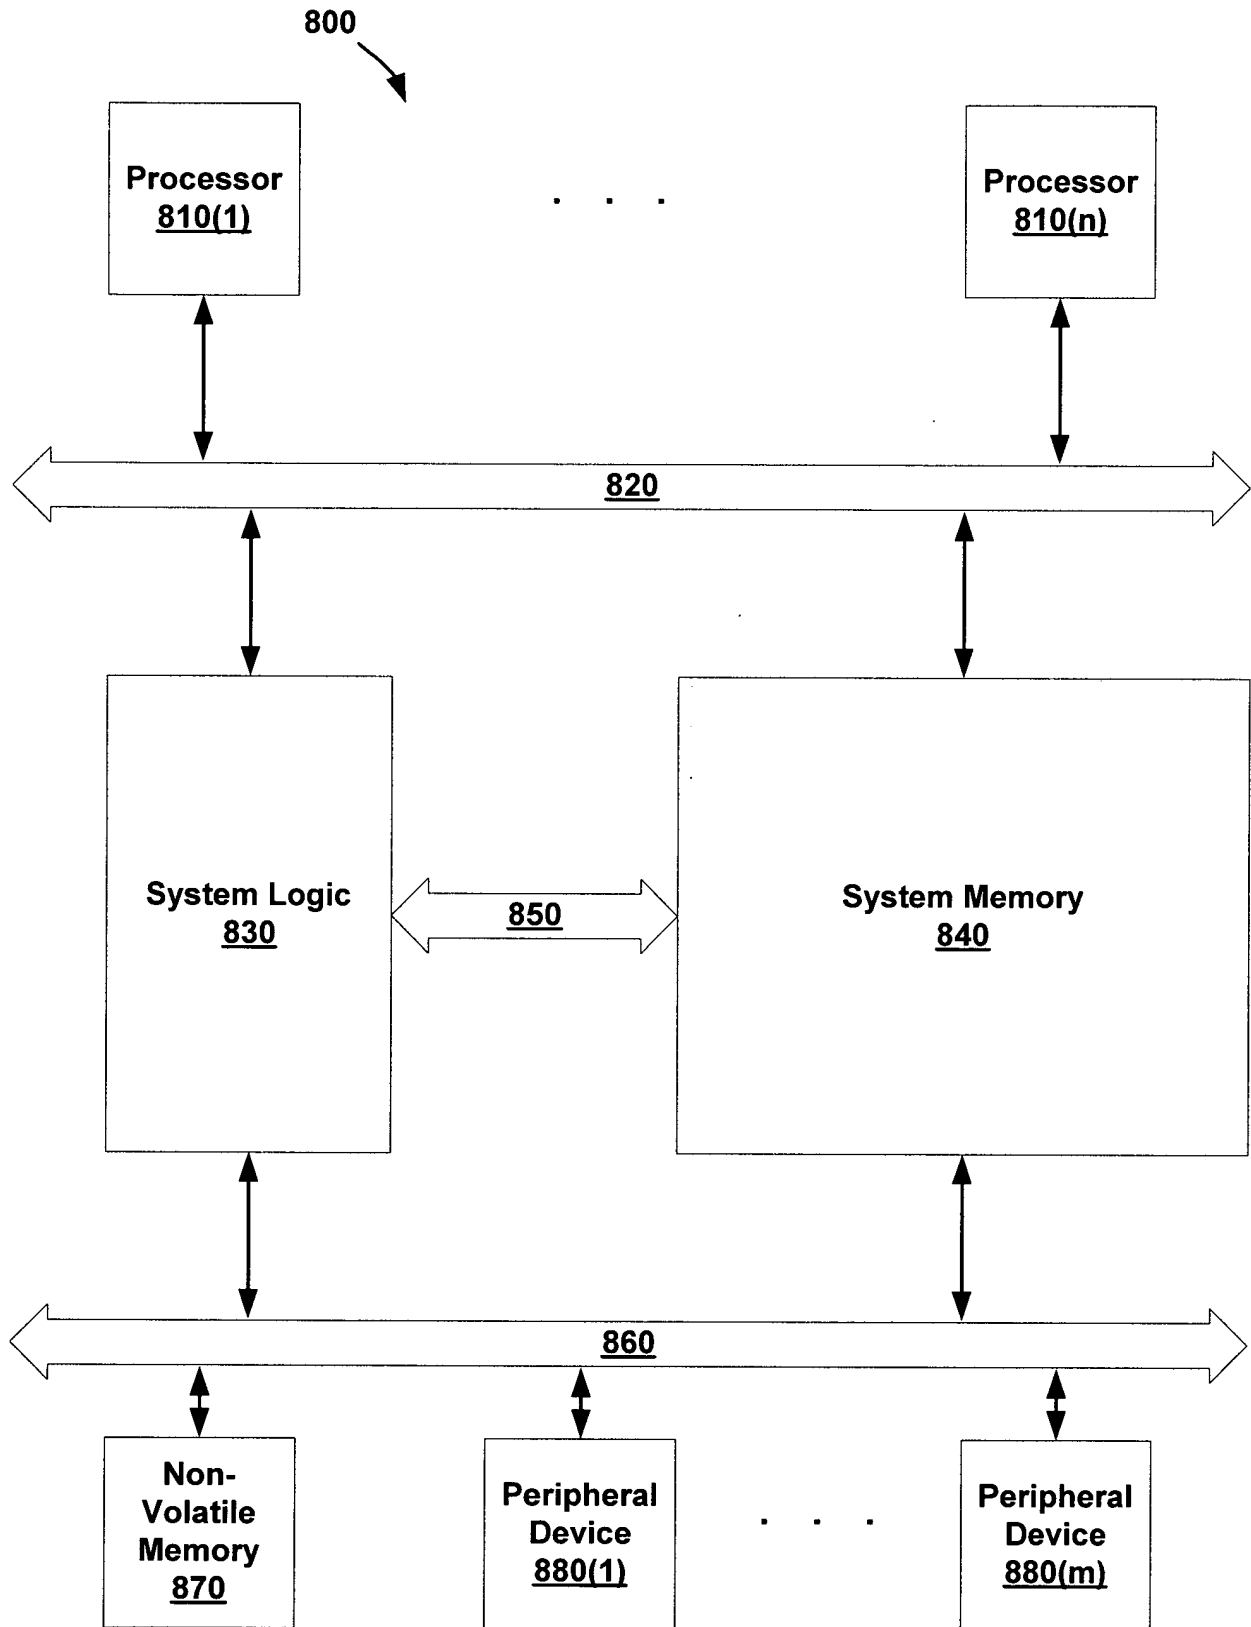 800
Processor
810(1)
. . .
Processor
810(n)
820
System Logic
830
850
System Memory
840
860
Non-
Volatile
Memory
870
Peripheral
Device
880(1)
. . .
Peripheral
Device
880(m)